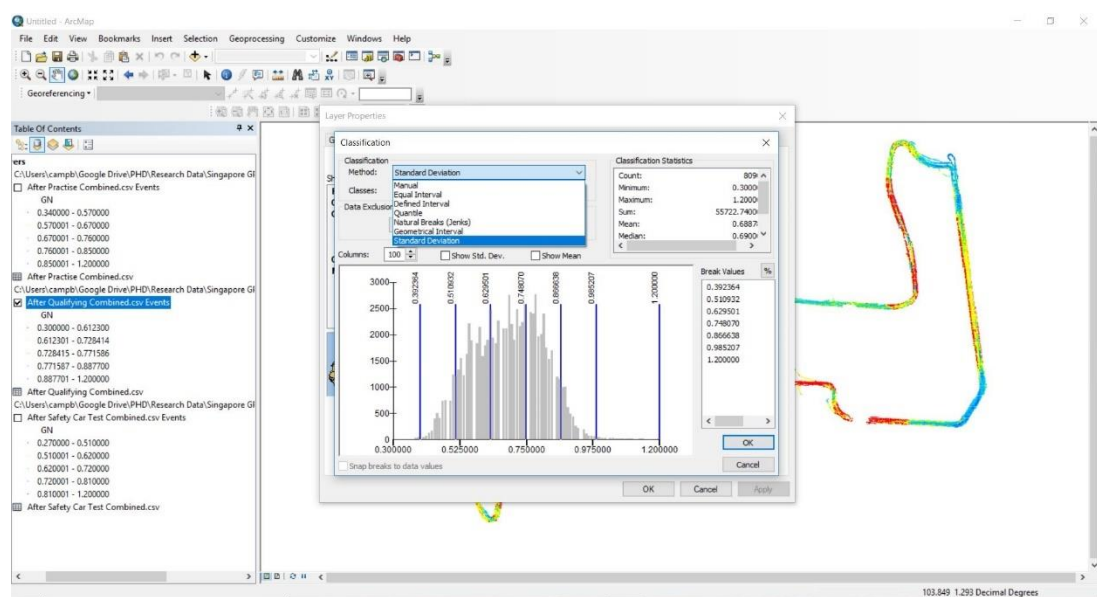 Untitled - ArcMap
File Edit View Bookmarks Insert Selection Geoprocessing Customize Windows Help
Georeferencing
Table Of Contents
ers
C:\Users\campb\Google Drive\PHD\Research Data\Singapore GI
After Practise Combined.csv Events
GN
0.340000 - 0.570000
0.570001 - 0.670000
0.670001 - 0.760000
0.760001 - 0.850000
0.850001 - 1.200000
After Practise Combined.csv
C:\Users\campb\Google Drive\PHD\Research Data\Singapore GI
After Qualifying Combined.csv Events
GN
0.300000 - 0.612300
0.612301 - 0.728414
0.728415 - 0.771586
0.771587 - 0.887700
0.887701 - 1.200000
After Qualifying Combined.csv
C:\Users\campb\Google Drive\PHD\Research Data\Singapore GI
After Safety Car Test Combined.csv Events
GN
0.270000 - 0.510000
0.510001 - 0.620000
0.620001 - 0.720000
0.720001 - 0.810000
0.810001 - 1.200000
After Safety Car Test Combined.csv
Layer Properties
Classification
Classification
Method: Standard Deviation
Classes:
Data Exclusion
Manual
Equal Interval
Defined Interval
Quantile
Natural Breaks (Jenks)
Geometrical Interval
Standard Deviation
Classification Statistics
Count: 809
Minimum: 0.3000
Maximum: 1.2000
Sum: 55722.7400
Mean: 0.6887
Median: 0.6900
Columns: 100 Show Std. Dev. Show Mean
Break Values %
0.392364
0.510932
0.629501
0.748070
0.866638
0.985207
1.200000
3000
2500
2000
1500
1000
500
0
0.392364 0.510932 0.629501 0.748070 0.866638 0.985207 1.200000
0.300000 0.525000 0.750000 0.975000 1.200000
Snap breaks to data values
OK
Cancel
OK Cancel Apply
103.849 1.293 Decimal Degrees